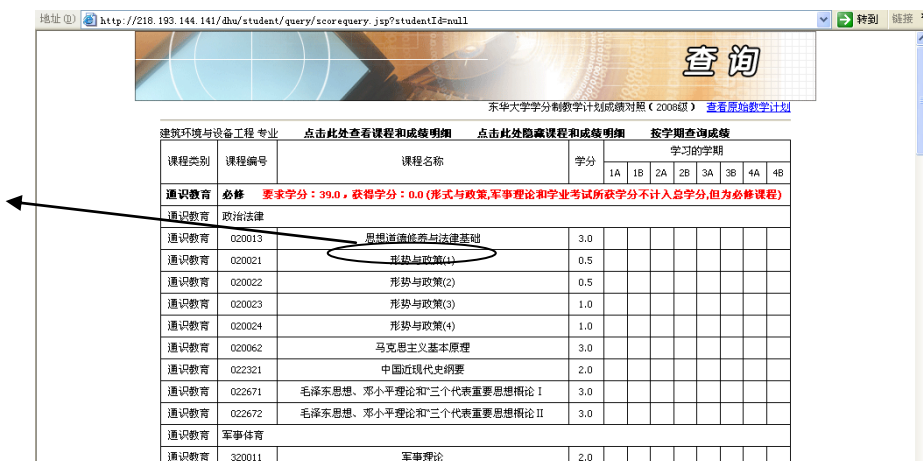 地址(D) http://218.193.144.141/dhu/student/query/scorequery.jsp?studentId=null 转到 链接
查询
东华大学学分制教学计划成绩对照(2008级) 查看原始教学计划
建筑环境与设备工程 专业 点击此处查看课程和成绩明细 点击此处隐藏课程和成绩明细 按学期查询成绩
课程类别 课程编号 课程名称 学分 学习的学期
1A 1B 2A 2B 3A 3B 4A 4B
通识教育 必修 要求学分：39.0，获得学分：0.0 (形式与政策,军事理论和学业考试所获学分不计入总学分,但为必修课程)
通识教育 政治法律
通识教育 020013 思想道德修养与法律基础 3.0
通识教育 020021 形势与政策(1) 0.5
通识教育 020022 形势与政策(2) 0.5
通识教育 020023 形势与政策(3) 1.0
通识教育 020024 形势与政策(4) 1.0
通识教育 020062 马克思主义基本原理 3.0
通识教育 022321 中国近现代史纲要 2.0
通识教育 022671 毛泽东思想、邓小平理论和“三个代表重要思想概论 I 3.0
通识教育 022672 毛泽东思想、邓小平理论和“三个代表重要思想概论 II 3.0
通识教育 军事体育
通识教育 320011 军事理论 2.0